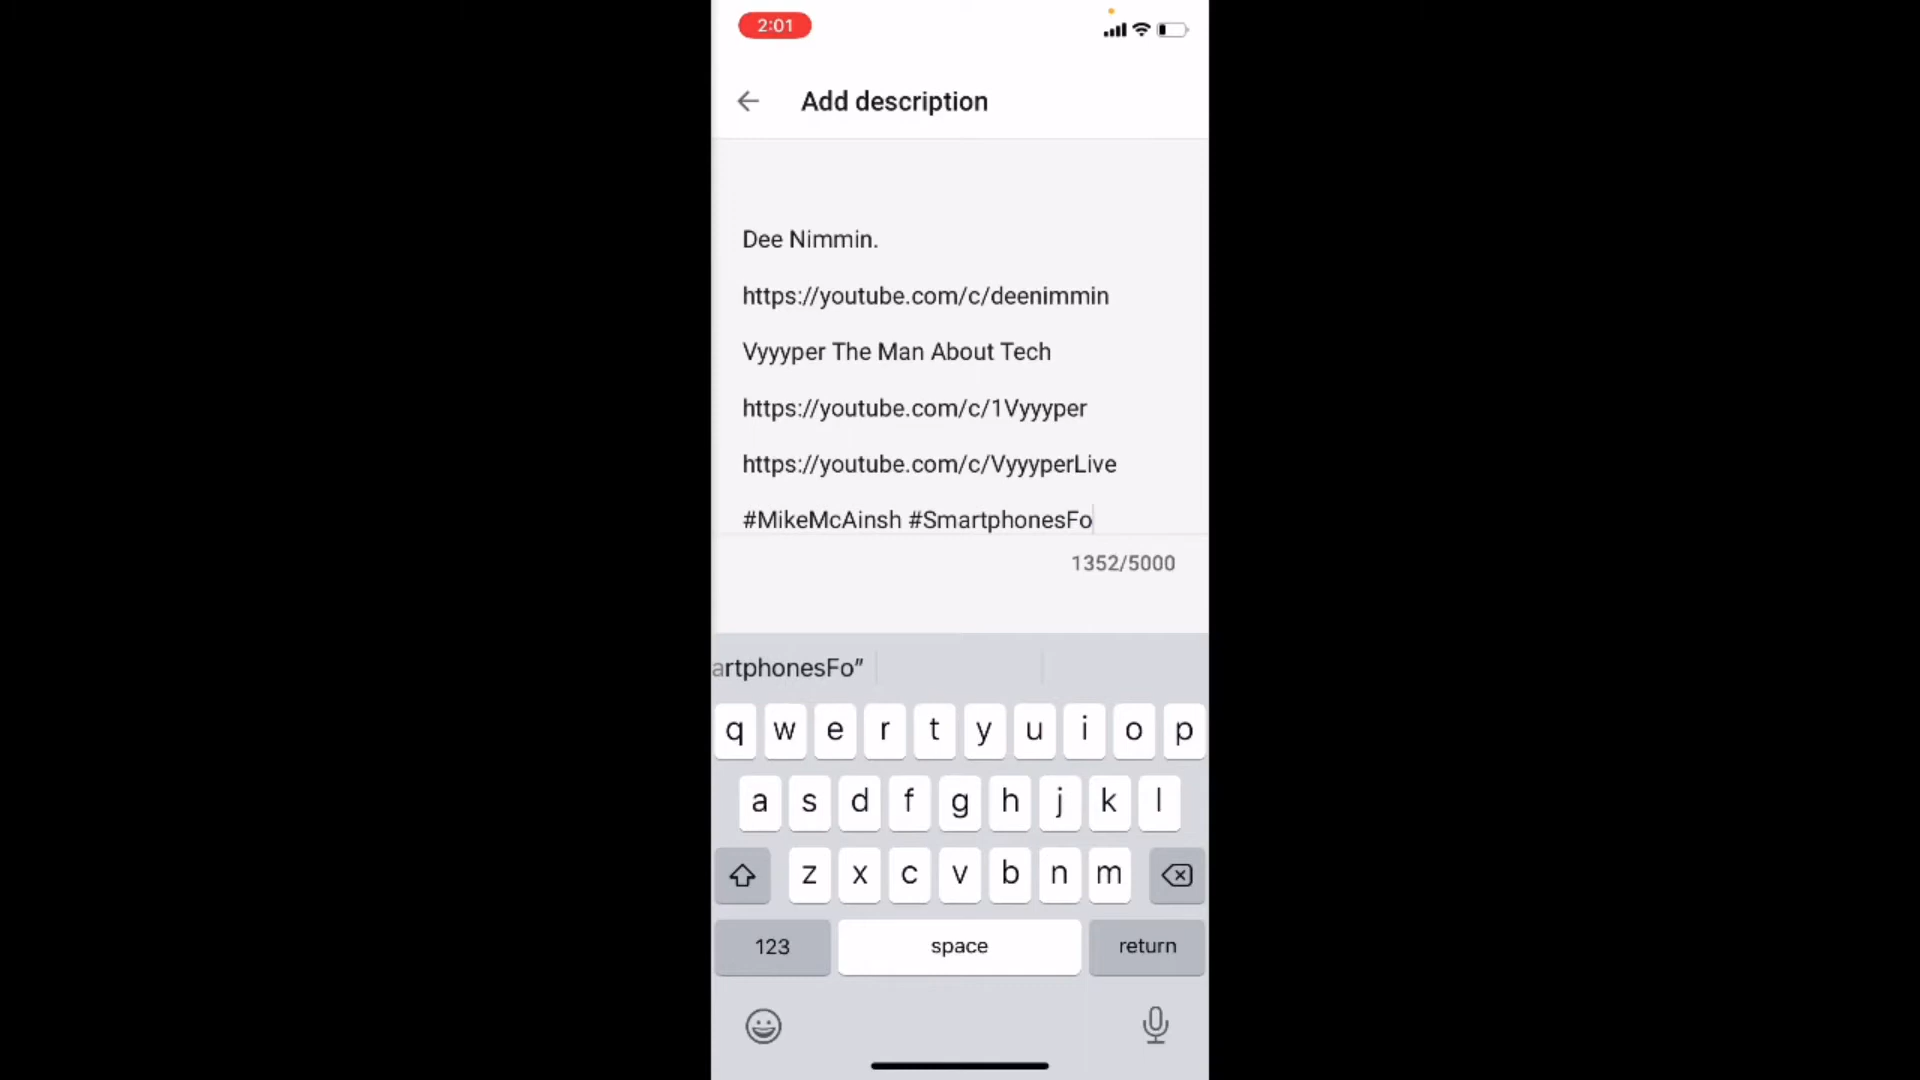 2:01
Add description
Dee Nimmin.
https://youtube.com/c/deenimmin
Vyyyper The Man About Tech
https://youtube.com/c/1Vyyyper
https://youtube.com/c/VyyyperLive
#MikeMcAinsh #SmartphonesFo
1352/5000
artphonesFo”
q w e r t y u i o p
a s d f g h j k l
z x c v b n m
123 space return